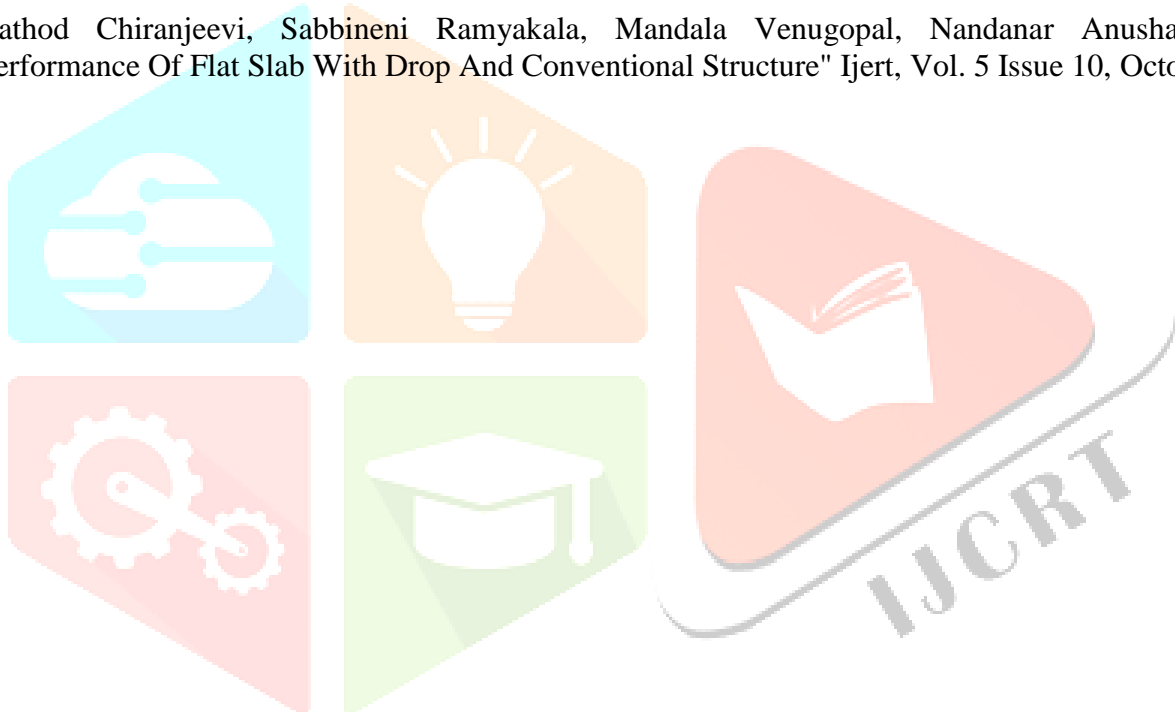 athod Chiranjeevi, Sabbineni Ramyakala, Mandala Venugopal, Nandanar Anusha
erformance Of Flat Slab With Drop And Conventional Structure" Ijert, Vol. 5 Issue 10, Octo
IJCRT